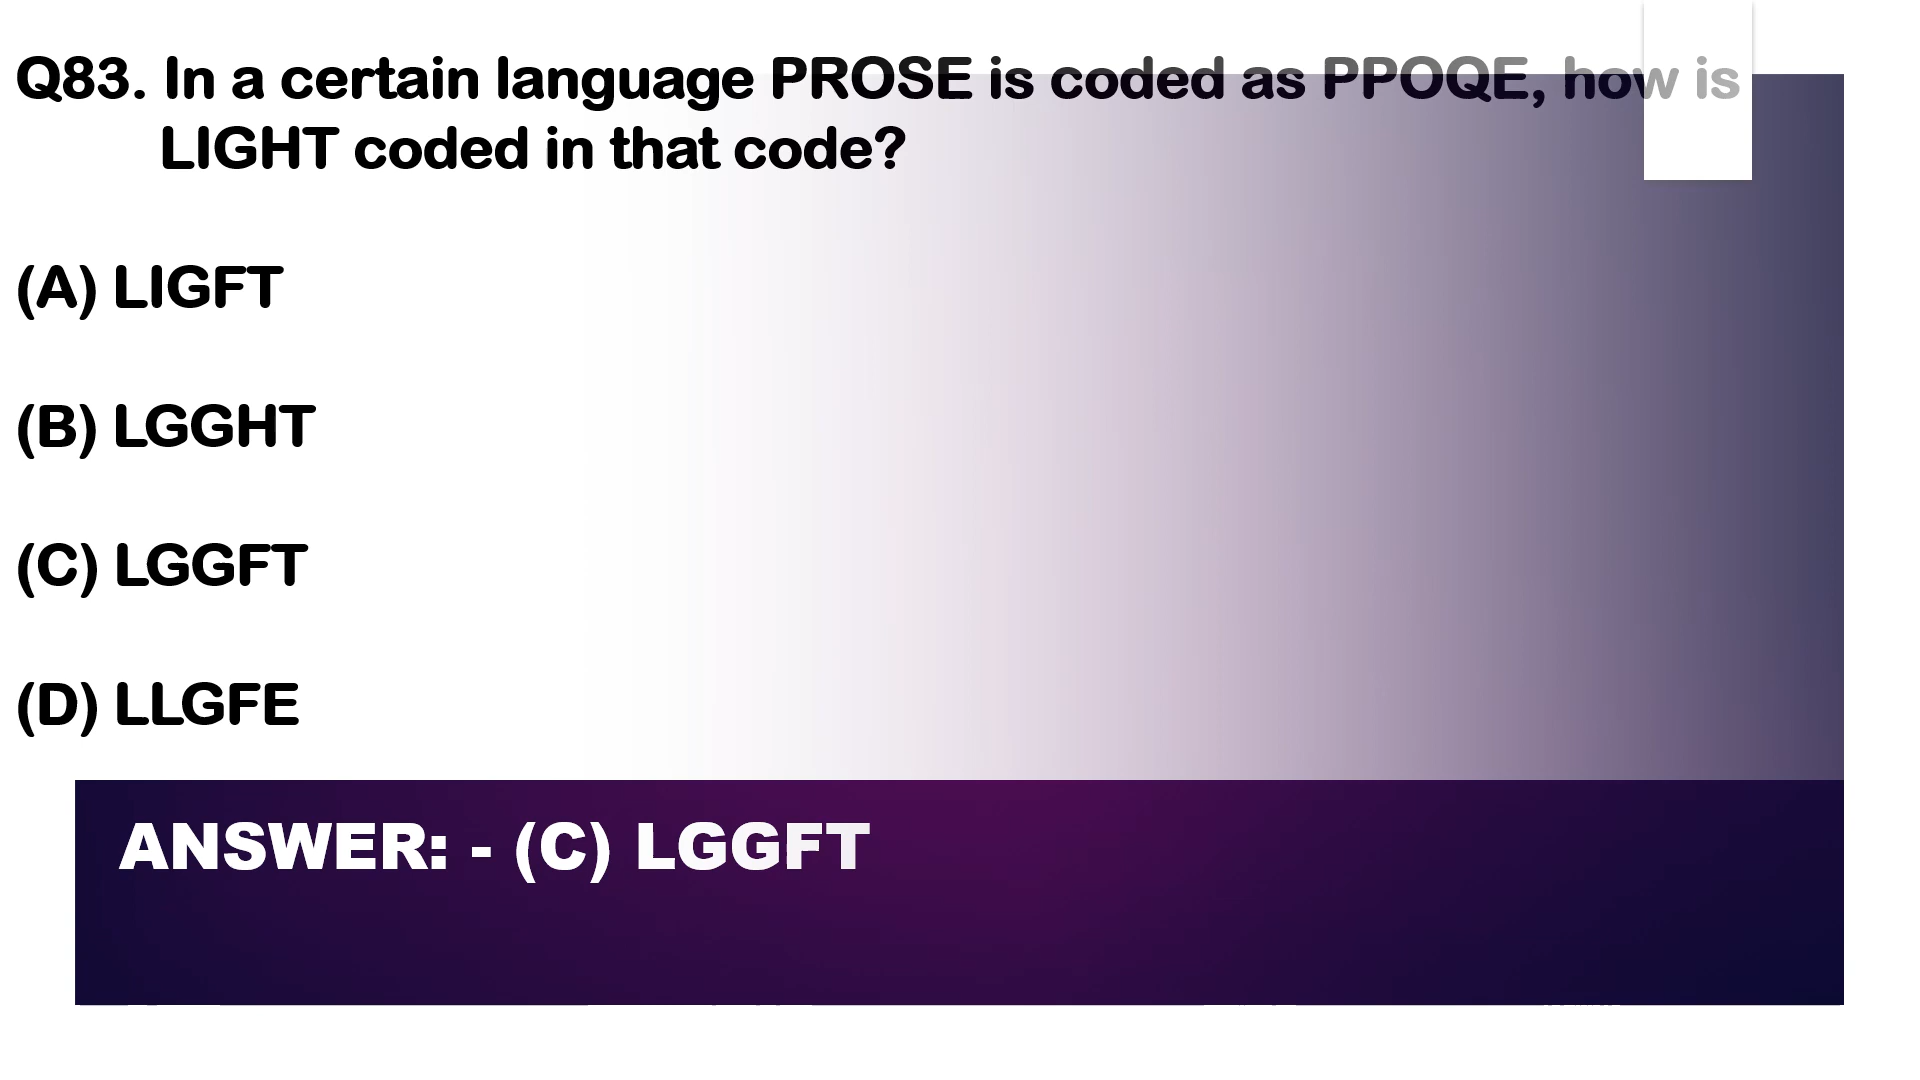 Q83. In a certain language PROSE is coded as PPOQE, how is
LIGHT coded in that code?
(A) LIGFT
(B) LGGHT
(C) LGGFT
(D) LLGFE
ANSWER: - (C) LGGFT